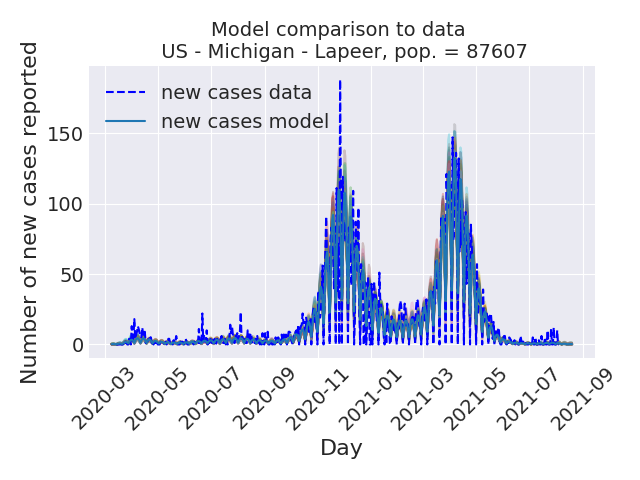 Model comparison to data
US - Michigan - Lapeer, pop. = 87607
Number of new cases reported
new cases data
new cases model
150
100
50
0
2020-03
2020-05
2020-07
2020-09
2020-11
2021-01
2021-03
2021-05
2021-07
2021-09
Day